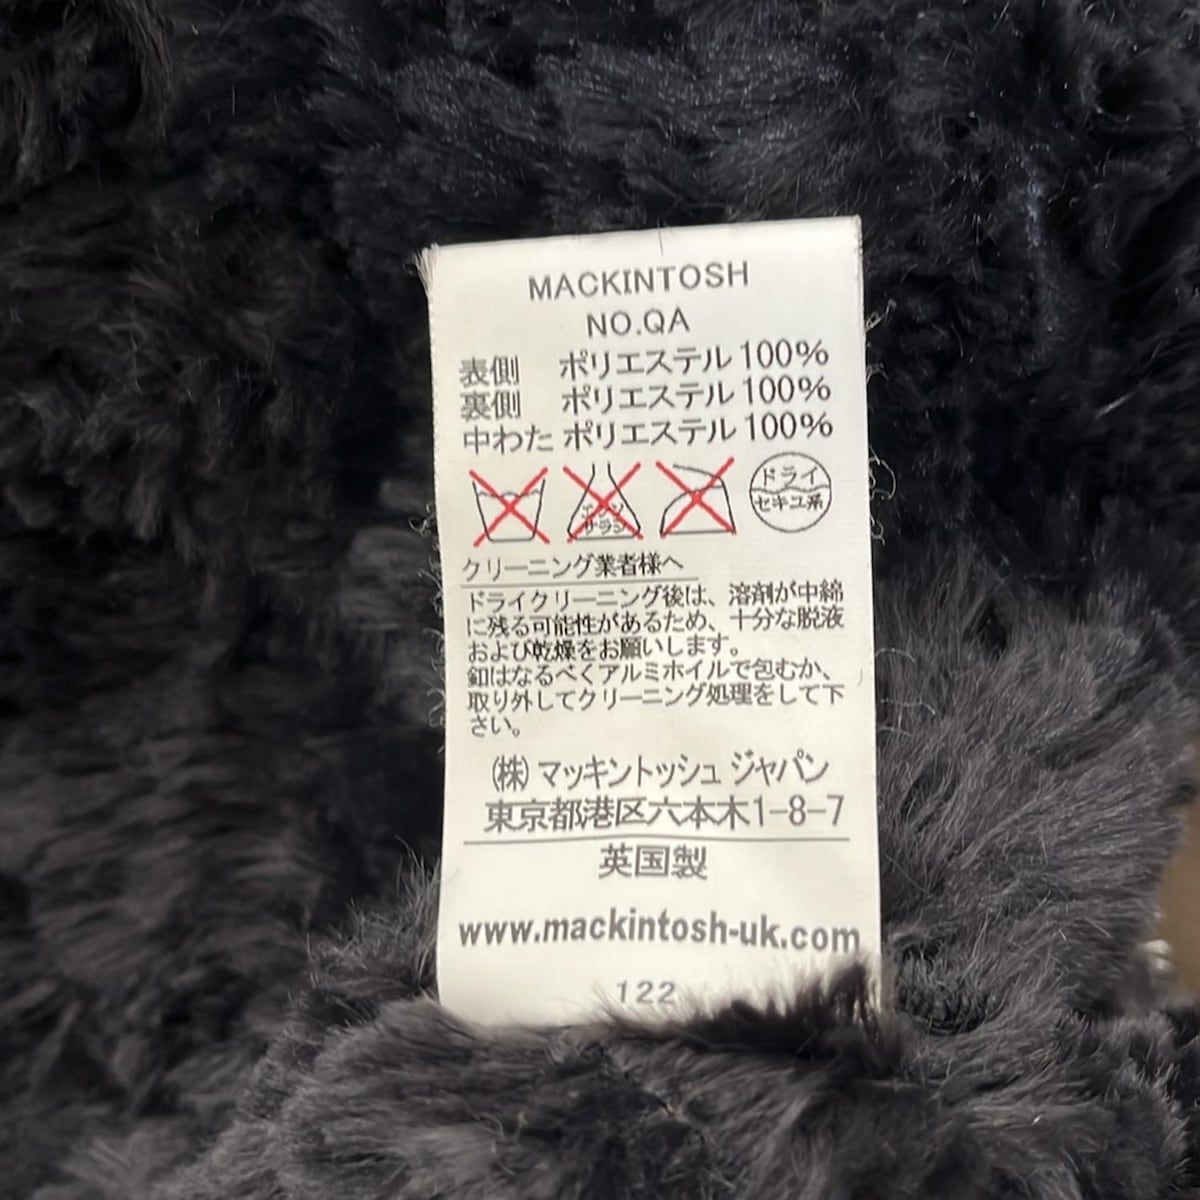 MACKINTOSH
NO.QA
表側 ポリエステル 100%
裏側 ポリエステル 100%
中わた ポリエステル 100%
エンソ
サラシ
ドライ
セキユ系
クリーニング業者様へ
ドライクリーニング後は、溶剤が中綿
に残る可能性があるため、十分な脱液
および乾燥をお願いします。
釦はなるべくアルミホイルで包むか、
取り外してクリーニング処理をして下
さい。
(株) マッキントッシュ ジャパン
東京都港区六本木1-8-7
英国製
www.mackintosh-uk.com
122